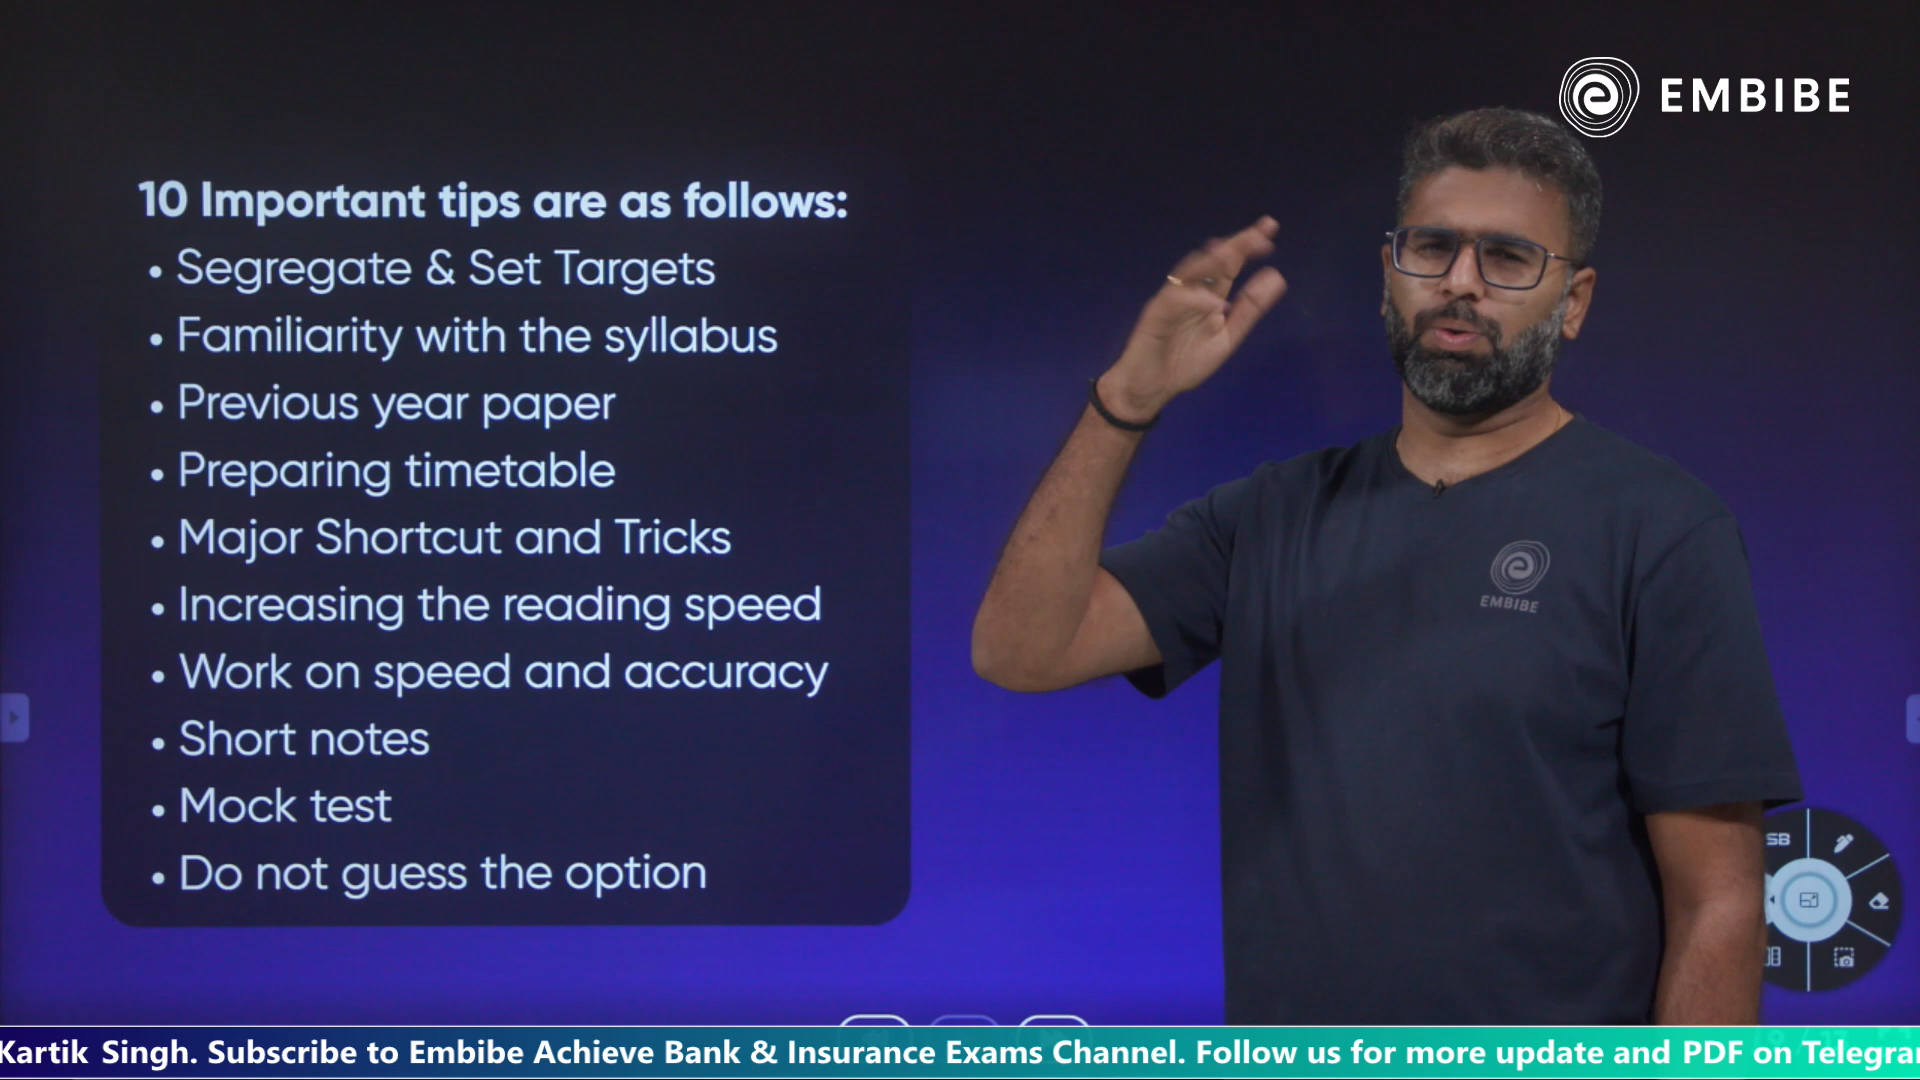 EMBIBE
10 Important tips are as follows:
• Segregate & Set Targets
• Familiarity with the syllabus
• Previous year paper
• Preparing timetable
• Major Shortcut and Tricks
• Increasing the reading speed
• Work on speed and accuracy
• Short notes
• Mock test
• Do not guess the option
EMBIBE
SB
Kartik Singh. Subscribe to Embibe Achieve Bank & Insurance Exams Channel. Follow us for more update and PDF on